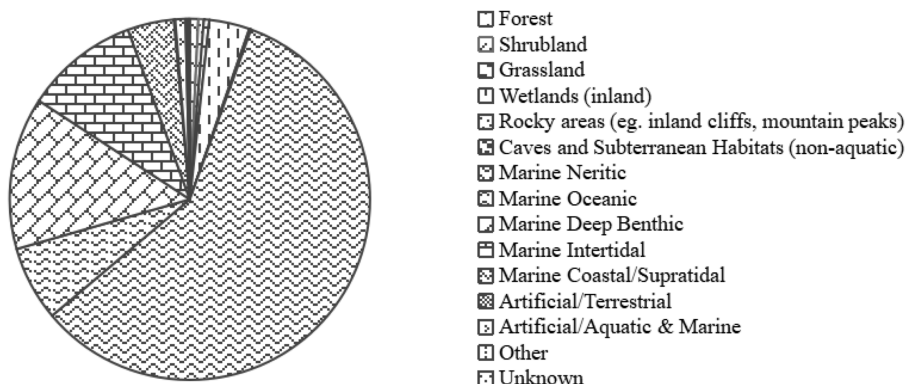 Forest
Shrubland
Grassland
Wetlands (inland)
Rocky areas (eg. inland cliffs, mountain peaks)
Caves and Subterranean Habitats (non-aquatic)
Marine Neritic
Marine Oceanic
Marine Deep Benthic
Marine Intertidal
Marine Coastal/Supratidal
Artificial/Terrestrial
Artificial/Aquatic & Marine
Other
Unknown